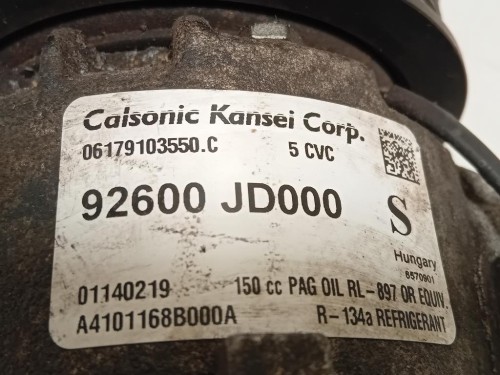 Calsonic Kansei Corp.
06179103550.C 5 CVC
92600 JD000 S
Hungary
8570901
01140219 150 cc PAG OIL RL-897 OR EQUIV.
A4101168B000A R-134a REFRIGERANT